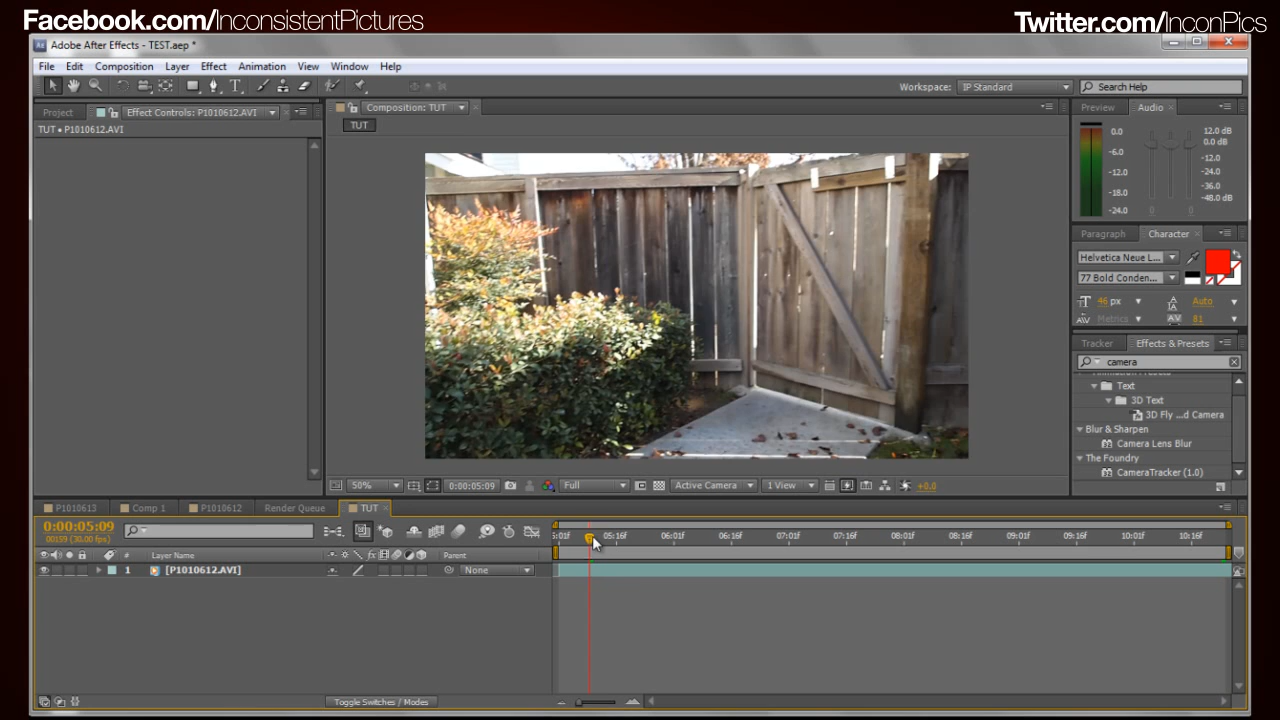 Facebook.com/InconsistentPictures
Twitter.com/InconPics
Adobe After Effects - TEST.aep *
File Edit Composition Layer Effect Animation View Window Help
Workspace: IP Standard Search Help
Project Effect Controls: P1010612.AVI
Composition: TUT
Preview Audio
TUT • P1010612.AVI
TUT
0.0
-6.0
-12.0
-18.0
-24.0
12.0 dB
0.0 dB
-12.0
-24.0
-36.0
-48.0 dB
0 0
Paragraph Character
Helvetica Neue L...
77 Bold Conden...
46 px Auto
Metrics 81
Tracker Effects & Presets
camera
Text
3D Text
3D Fly ...d Camera
Blur & Sharpen
Camera Lens Blur
The Foundry
CameraTracker (1.0)
50% 0:00:05:09 Full Active Camera 1 View +0.0
P1010613 Comp 1 P1010612 Render Queue TUT
0:00:05:09
00159 (30.00 fps)
5:01f 05:16f 06:01f 06:16f 07:01f 07:16f 08:01f 08:16f 09:01f 09:16f 10:01f 10:16f
# Layer Name Parent
1 [P1010612.AVI] None
Toggle Switches / Modes